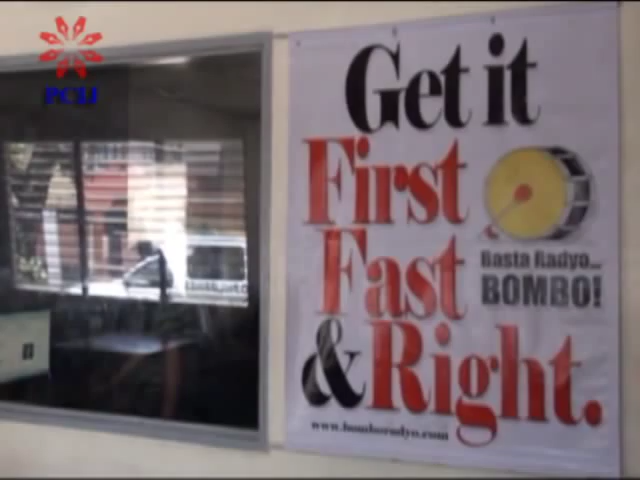 PCIJ
Get it
First
Fast
Basta Radyo...
BOMBO!
& Right.
www.bomboradyo.com